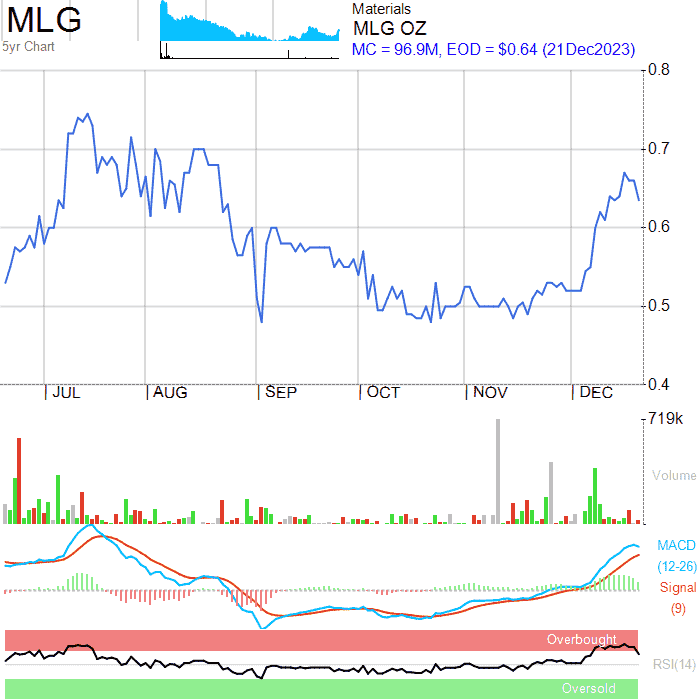 MLG
5yr Chart
Materials
MLG OZ
MC = 96.9M, EOD = $0.64 (21Dec2023)
0.8
0.7
0.6
0.5
0.4
JUL AUG SEP OCT NOV DEC
719k
Volume
MACD
(12-26)
Signal
(9)
Overbought
RSI(14)
Oversold